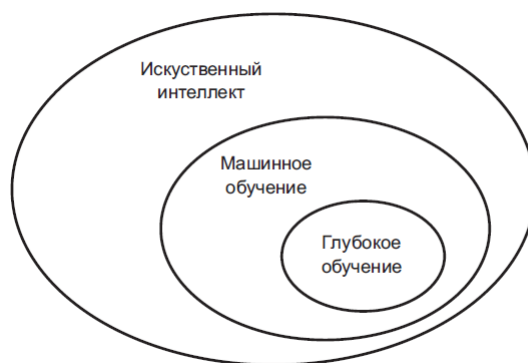 Искуственный
интеллект
Машинное
обучение
Глубокое
обучение